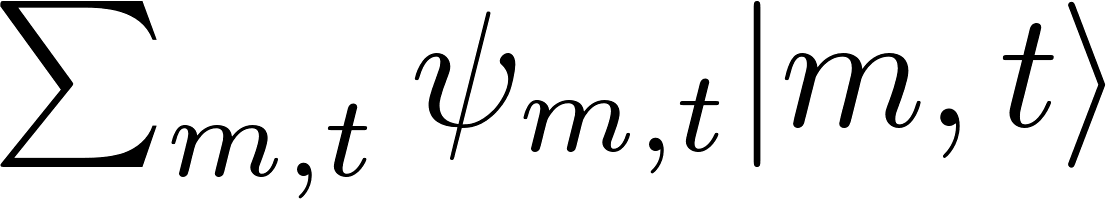 ∑_{m,t} ψ_{m,t}|m, t⟩